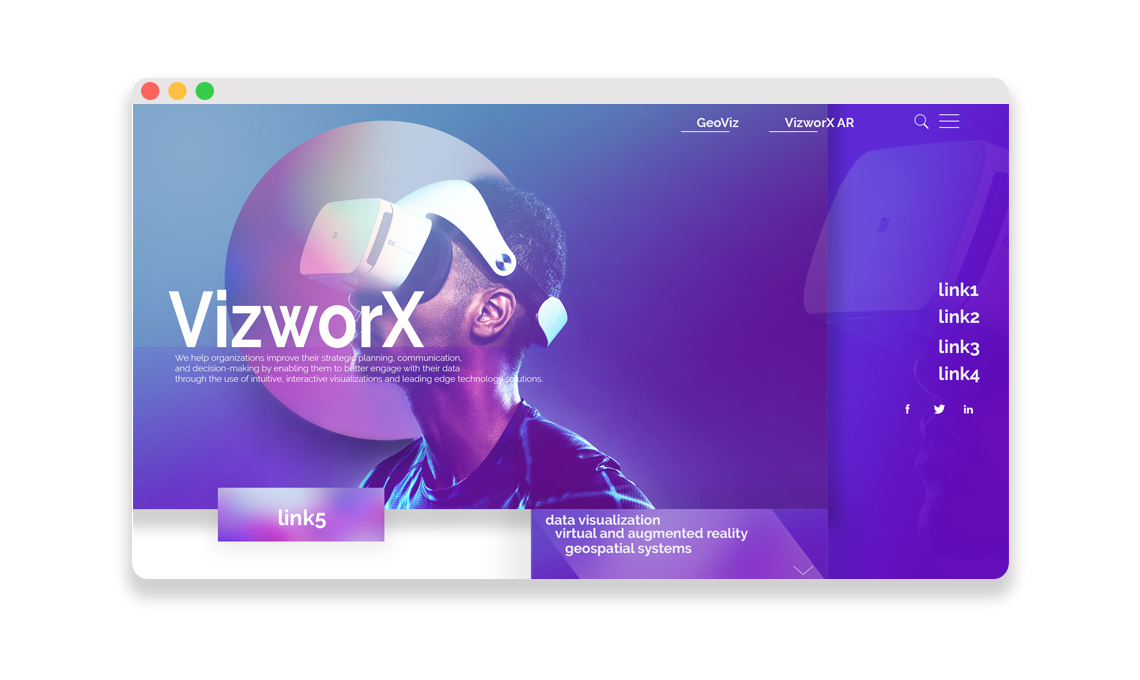 GeoViz
VizworX AR
VizworX
We help organizations improve their strategic planning, communication,
and decision-making by enabling them to better engage with their data
through the use of intuitive, interactive visualizations and leading edge technology solutions.
link1
link2
link3
link4
f
in
link5
data visualization
virtual and augmented reality
geospatial systems
mi